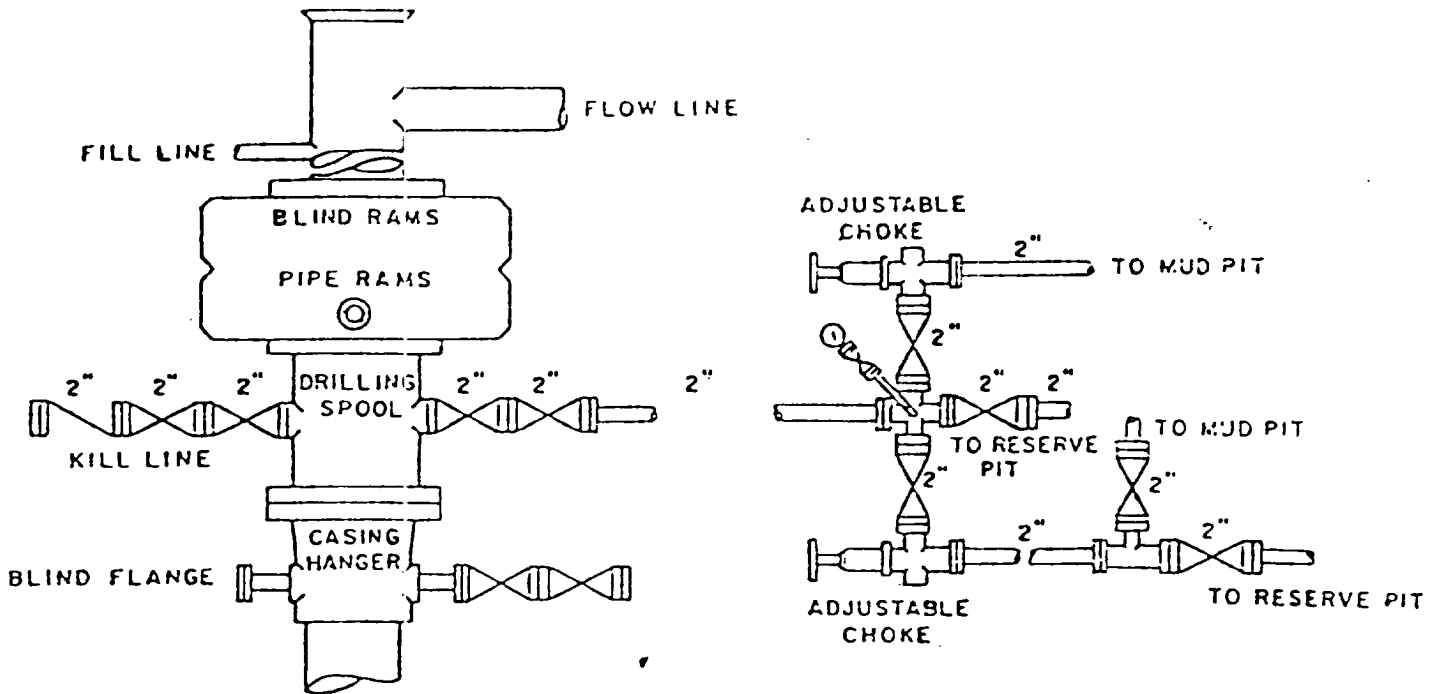 FLOW LINE
FILL LINE
BLIND RAMS
PIPE RAMS
2" 2" 2" DRILLING 2" 2" 2"
SPOOL
KILL LINE
CASING
HANGER
BLIND FLANGE
ADJUSTABLE
CHOKE
2"
TO MUD PIT
2"
2" 2"
TO RESERVE
PIT
TO MUD PIT
2"
2"
2"
2"
TO RESERVE PIT
ADJUSTABLE
CHOKE